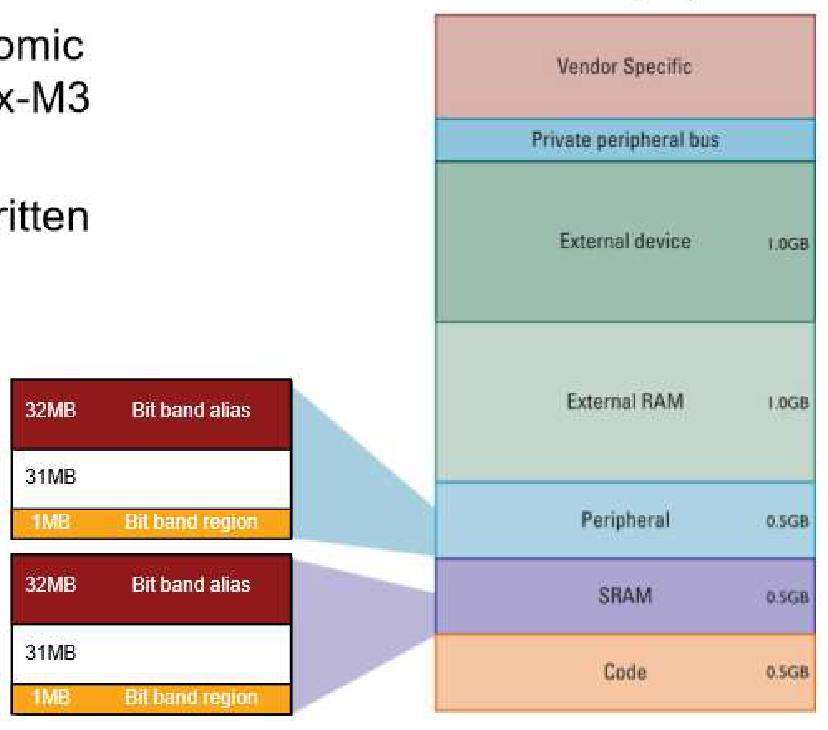 omic
x-M3
ritten
Vendor Specific
Private peripheral bus
External device 1.0GB
External RAM 1.0GB
Peripheral 0.5GB
SRAM 0.5GB
Code 0.5GB
32MB Bit band alias
31MB
1MB Bit band region
32MB Bit band alias
31MB
1MB Bit band region